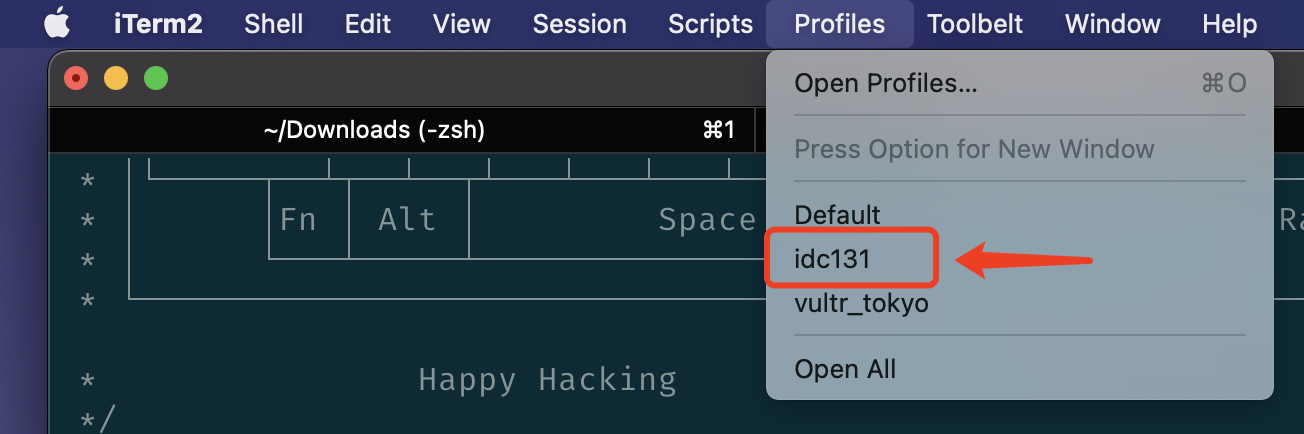 iTerm2 Shell Edit View Session Scripts Profiles Toolbelt Window Help
Open Profiles... ⌘O
~/Downloads (-zsh) ⌘1
Press Option for New Window
*
Default
* Fn Alt Space
* idc131
* vultr_tokyo
Open All
* Happy Hacking
*/